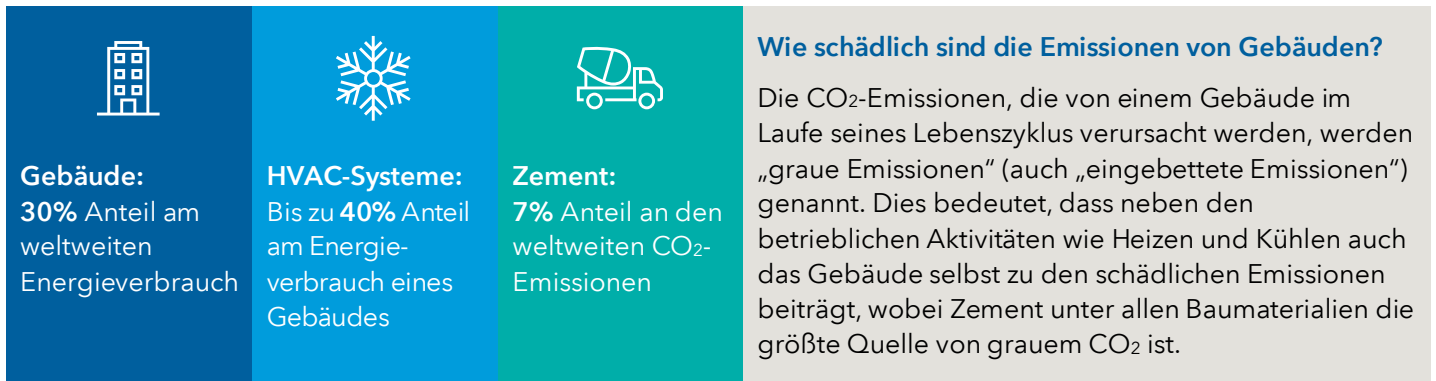 Gebäude:
30% Anteil am
weltweiten
Energieverbrauch
HVAC-Systeme:
Bis zu 40% Anteil
am Energie-
verbrauch eines
Gebäudes
Zement:
7% Anteil an den
weltweiten CO2-
Emissionen
Wie schädlich sind die Emissionen von Gebäuden?
Die CO2-Emissionen, die von einem Gebäude im
Laufe seines Lebenszyklus verursacht werden, werden
„graue Emissionen“ (auch „eingebettete Emissionen“)
genannt. Dies bedeutet, dass neben den
betrieblichen Aktivitäten wie Heizen und Kühlen auch
das Gebäude selbst zu den schädlichen Emissionen
beiträgt, wobei Zement unter allen Baumaterialien die
größte Quelle von grauem CO2 ist.